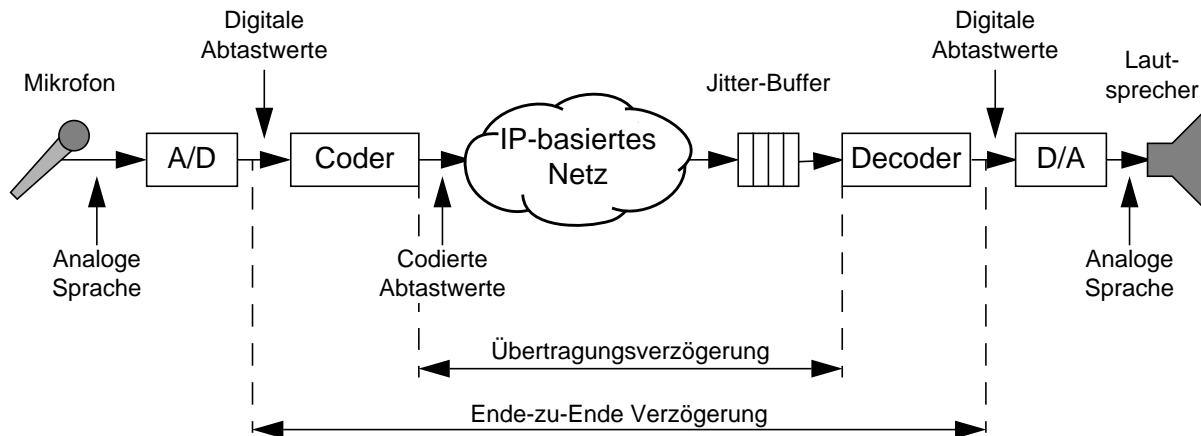 Digitale
Abtastwerte
Digitale
Abtastwerte
Laut-
sprecher
Mikrofon
Jitter-Buffer
A/D
Coder
IP-basiertes
Netz
Decoder
D/A
Analoge
Sprache
Codierte
Abtastwerte
Analoge
Sprache
Übertragungsverzögerung
Ende-zu-Ende Verzögerung